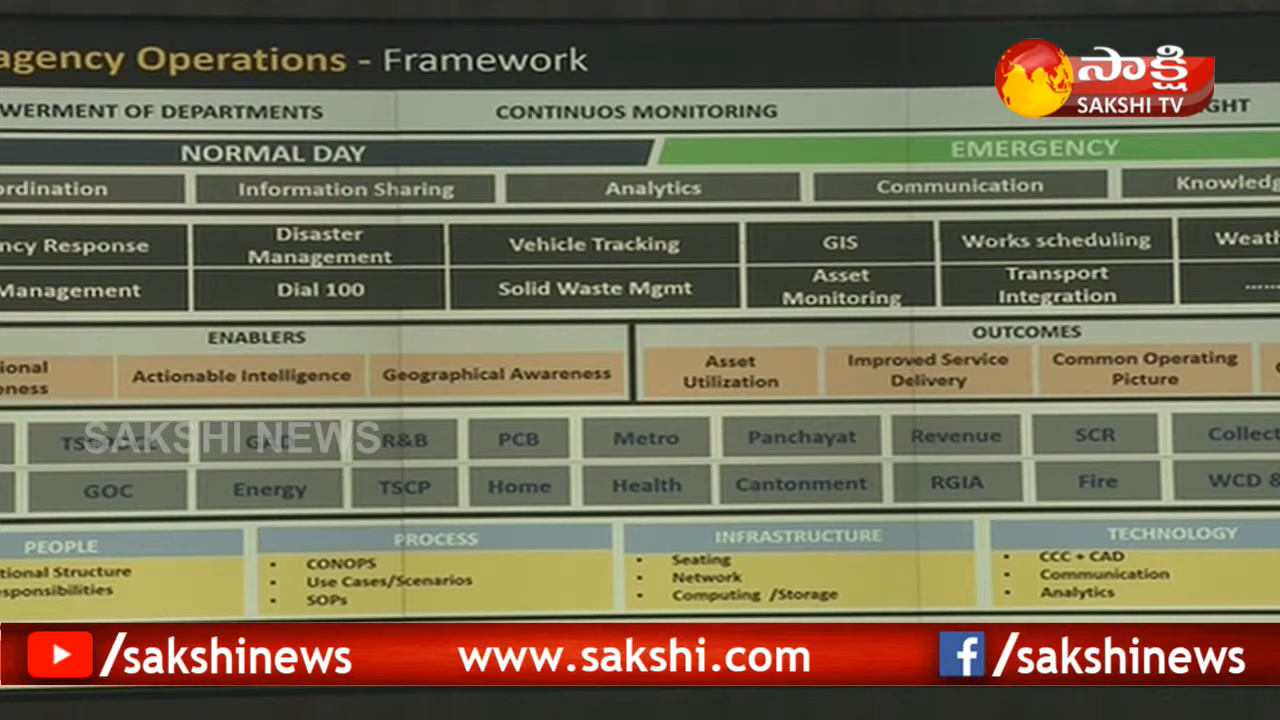 agency Operations - Framework
సాక్షి
SAKSHI TV
WERMENT OF DEPARTMENTS CONTINUOS MONITORING GHT
NORMAL DAY EMERGENCY
ordination Information Sharing Analytics Communication Knowledg
ncy Response Disaster Management Vehicle Tracking GIS Works scheduling Weath
Management Dial 100 Solid Waste Mgmt Asset Monitoring Transport Integration ......
ENABLERS OUTCOMES
ional
eness Actionable Intelligence Geographical Awareness Asset Utilization Improved Service Delivery Common Operating Picture
SAKSHI NEWS
R&B PCB Metro Panchayat Revenue SCR Collect
GOC Energy TSCP Home Health Cantonment RGIA Fire WCD &
PEOPLE PROCESS INFRASTRUCTURE TECHNOLOGY
tional Structure • CONOPS • Seating • CCC + CAD
sponsibilities • Use Cases/Scenarios • Network • Communication
• SOPs • Computing /Storage • Analytics
/sakshinews www.sakshi.com f /sakshinews